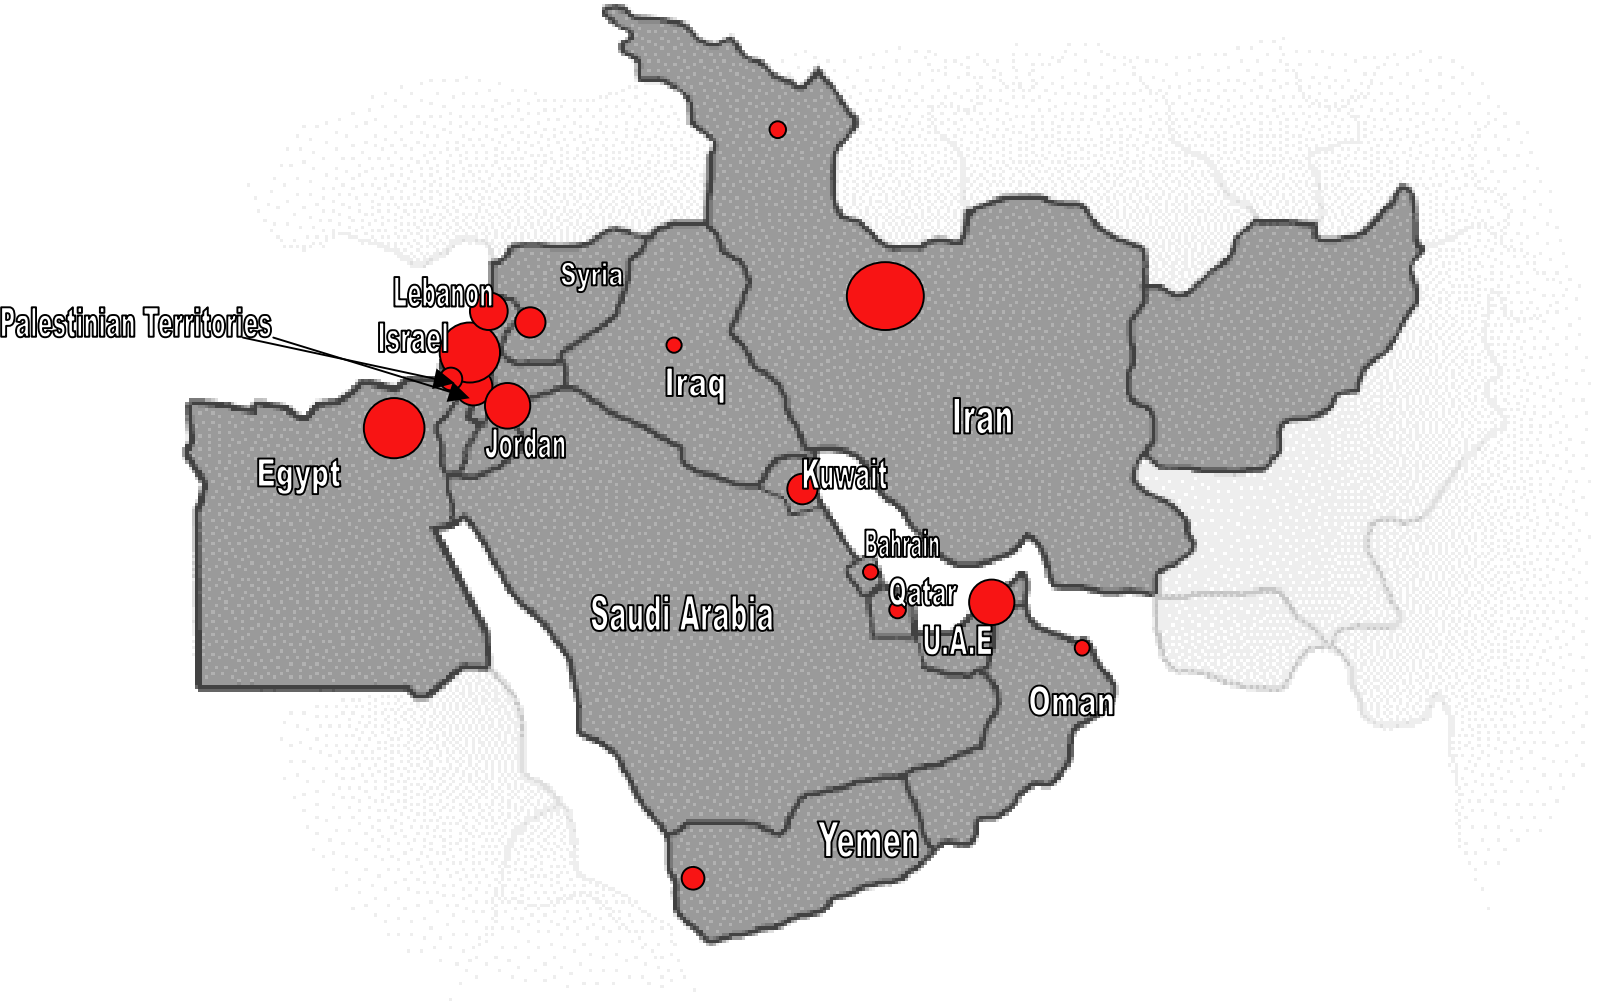 Syria
Lebanon
Palestinian Territories
Israel
Iraq
Iran
Jordan
Egypt
Kuwait
Bahrain
Qatar
Saudi Arabia
U.A.E
Oman
Yemen